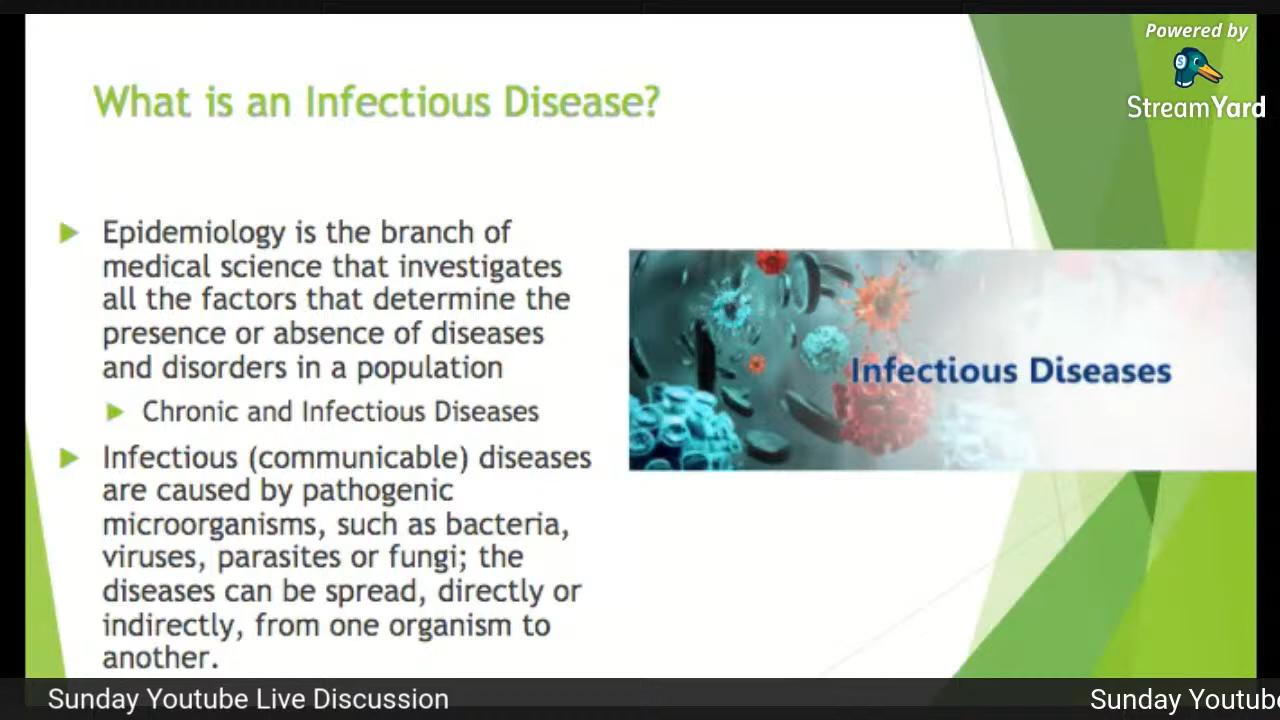 Powered by
StreamYard
What is an Infectious Disease?
Epidemiology is the branch of
medical science that investigates
all the factors that determine the
presence or absence of diseases
and disorders in a population
Chronic and Infectious Diseases
Infectious (communicable) diseases
are caused by pathogenic
microorganisms, such as bacteria,
viruses, parasites or fungi; the
diseases can be spread, directly or
indirectly, from one organism to
another.
Infectious Diseases
Sunday Youtube Live Discussion
Sunday Youtube